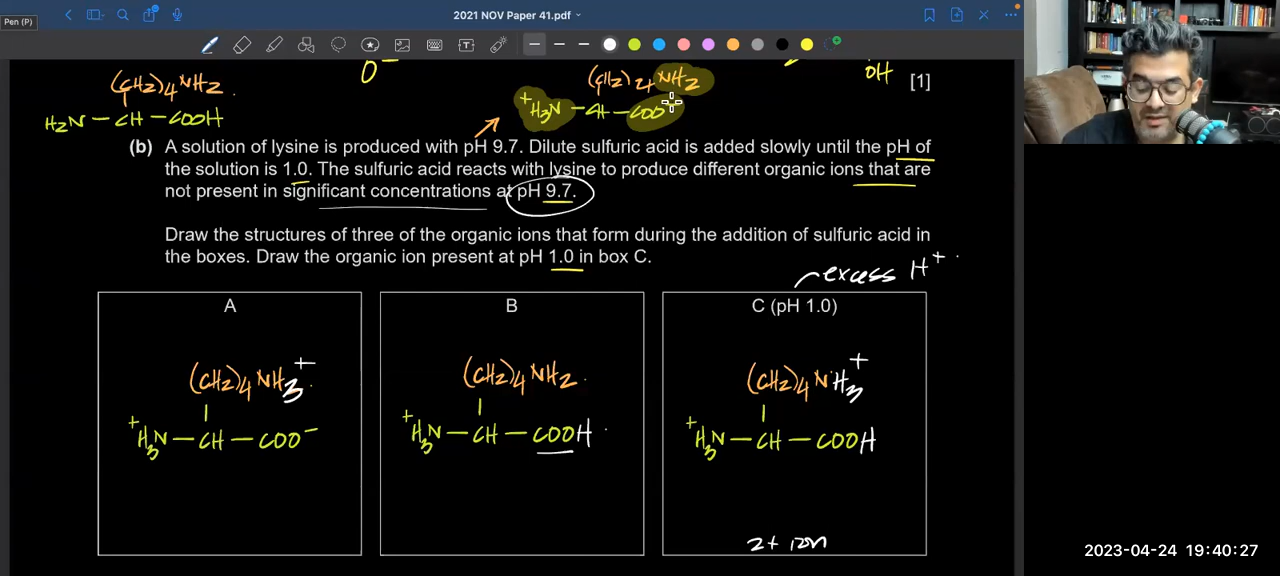 Pen (P)
2021 NOV Paper 41.pdf
(CH2)4NH2
O⁻
(CH2)4NH2
OH
[1]
H2N — CH — COOH
⁺H3N — CH — COO
(b) A solution of lysine is produced with pH 9.7. Dilute sulfuric acid is added slowly until the pH of
the solution is 1.0. The sulfuric acid reacts with lysine to produce different organic ions that are
not present in significant concentrations at pH 9.7.
Draw the structures of three of the organic ions that form during the addition of sulfuric acid in
the boxes. Draw the organic ion present at pH 1.0 in box C.
excess H⁺
A
B
C (pH 1.0)
(CH2)4NH3⁺
⁺H3N — CH — COO⁻
(CH2)4NH2
⁺H3N — CH — COOH
(CH2)4NH3⁺
⁺H3N — CH — COOH
2+ ion
2023-04-24 19:40:27